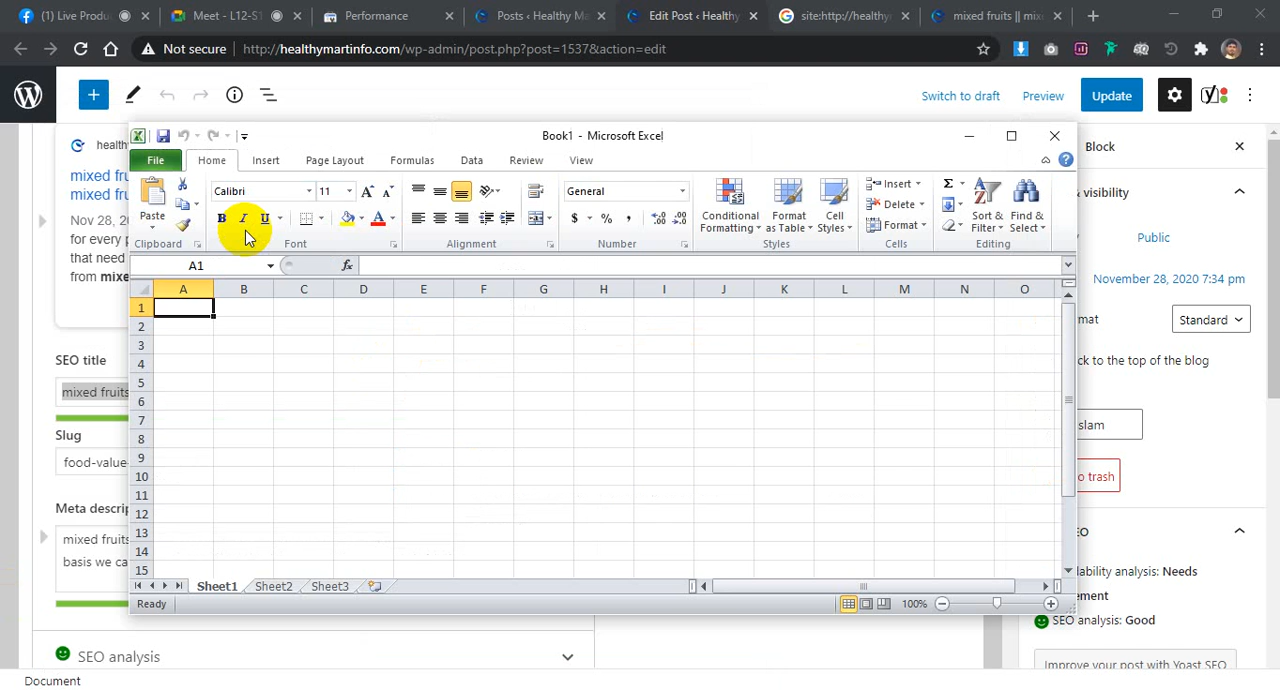 (1) Live Produ
Meet - L12-S1
Performance
Posts ‹ Healthy Ma
Edit Post ‹ Healthy
site:http://healthy
mixed fruits || mix
Not secure
http://healthymartinfo.com/wp-admin/post.php?post=1537&action=edit
Switch to draft
Preview
Update
Book1 - Microsoft Excel
File
Home
Insert
Page Layout
Formulas
Data
Review
View
Calibri
11
General
Paste
B I U
$ % ,
Conditional Formatting
Format as Table
Cell Styles
Insert
Delete
Format
Sort & Filter
Find & Select
Clipboard
Font
Alignment
Number
Styles
Cells
Editing
A1
fx
A B C D E F G H I J K L M N O
1
2
3
4
5
6
7
8
9
10
11
12
13
14
15
Sheet1
Sheet2
Sheet3
Ready
100%
healthy
mixed fru
mixed fru
Nov 28, 20
for every p
that need
from mixe
SEO title
mixed fruits
Slug
food-value-
Meta descrip
mixed fruits
basis we ca
SEO analysis
Document
Block
& visibility
Public
November 28, 2020 7:34 pm
mat
Standard
ck to the top of the blog
slam
o trash
EO
dability analysis: Needs
ement
SEO analysis: Good
Improve your post with Yoast SEO